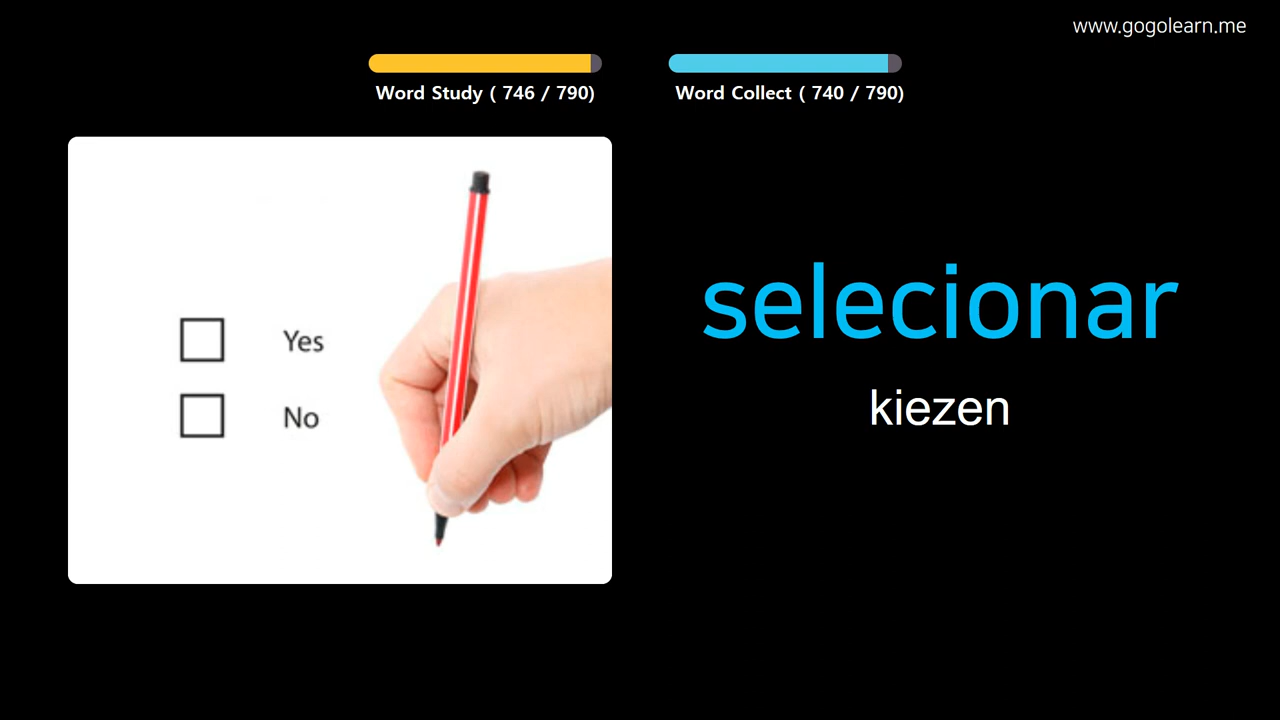 www.gogolearn.me
Word Study ( 746 / 790)
Word Collect ( 740 / 790)
Yes
No
selecionar
kiezen